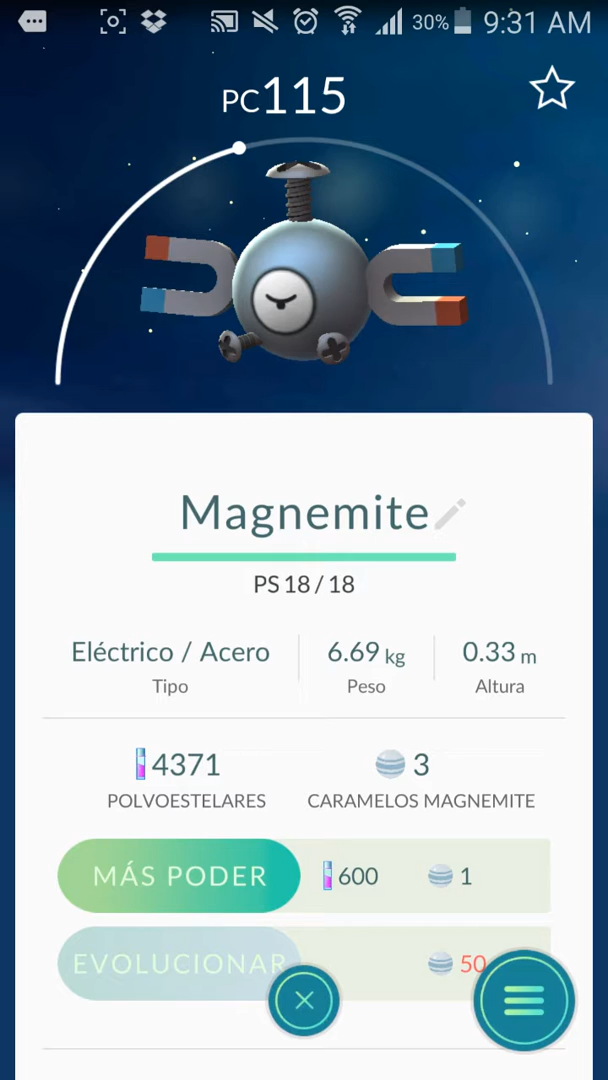 30% 9:31 AM
PC115
Magnemite
PS 18 / 18
Eléctrico / Acero 6.69 kg 0.33 m
Tipo Peso Altura
4371 3
POLVOESTELARES CARAMELOS MAGNEMITE
MÁS PODER 600 1
EVOLUCIONAR 50